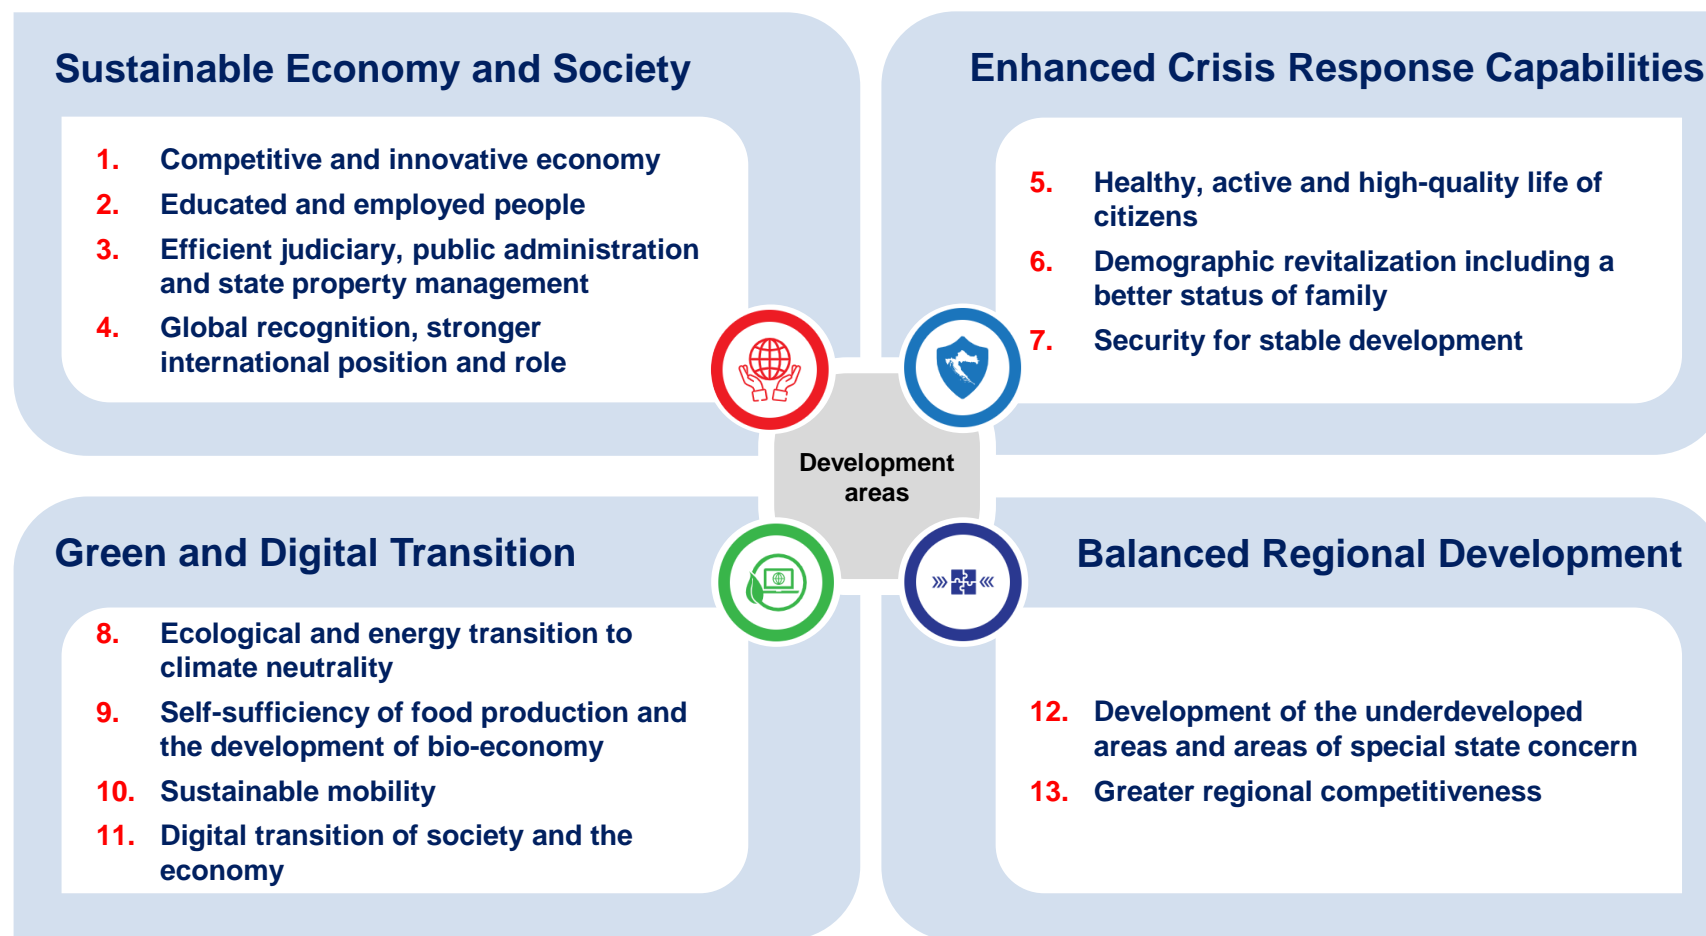 Sustainable Economy and Society
1. Competitive and innovative economy
2. Educated and employed people
3. Efficient judiciary, public administration
and state property management
4. Global recognition, stronger
international position and role
Enhanced Crisis Response Capabilities
5. Healthy, active and high-quality life of
citizens
6. Demographic revitalization including a
better status of family
7. Security for stable development
Development
areas
Green and Digital Transition
8. Ecological and energy transition to
climate neutrality
9. Self-sufficiency of food production and
the development of bio-economy
10. Sustainable mobility
11. Digital transition of society and the
economy
Balanced Regional Development
12. Development of the underdeveloped
areas and areas of special state concern
13. Greater regional competitiveness